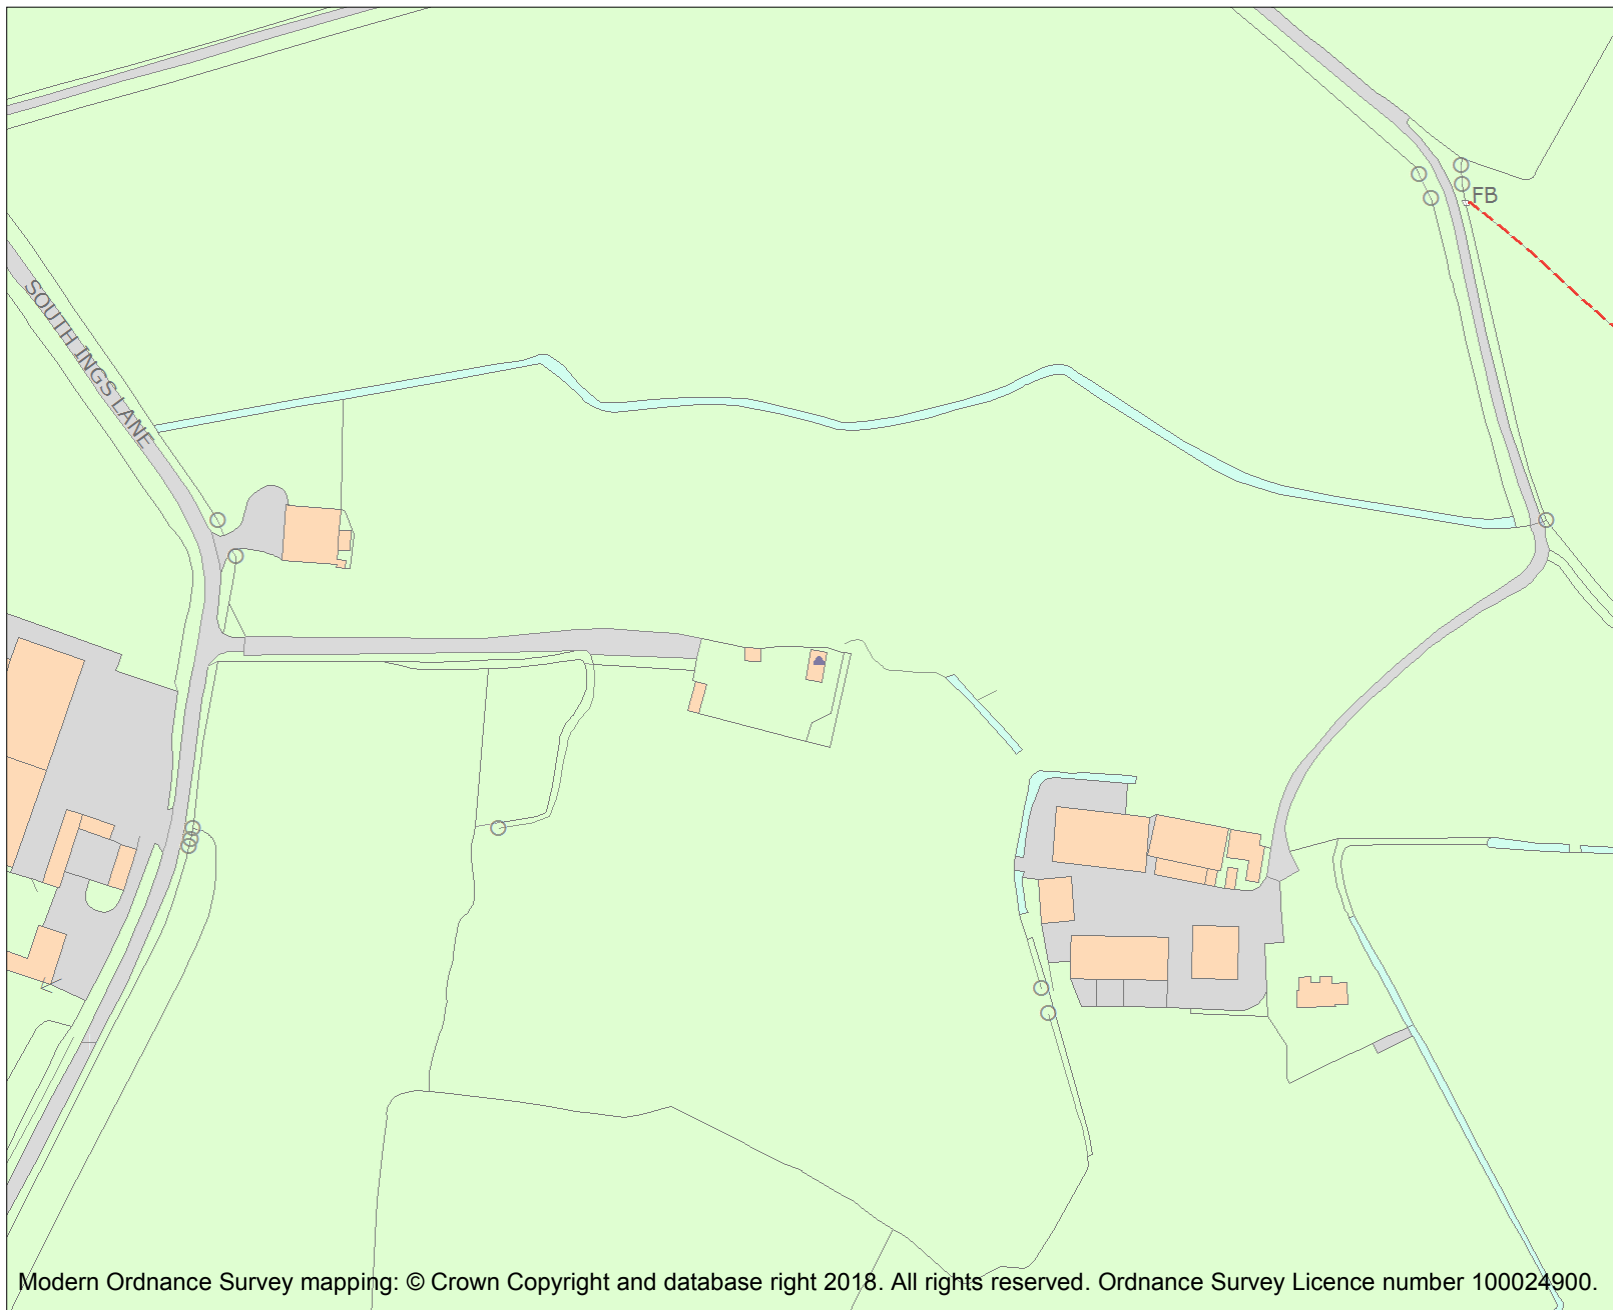 FB
SOUTH INGS LANE
Modern Ordnance Survey mapping: © Crown Copyright and database right 2018. All rights reserved. Ordnance Survey Licence number 100024900.